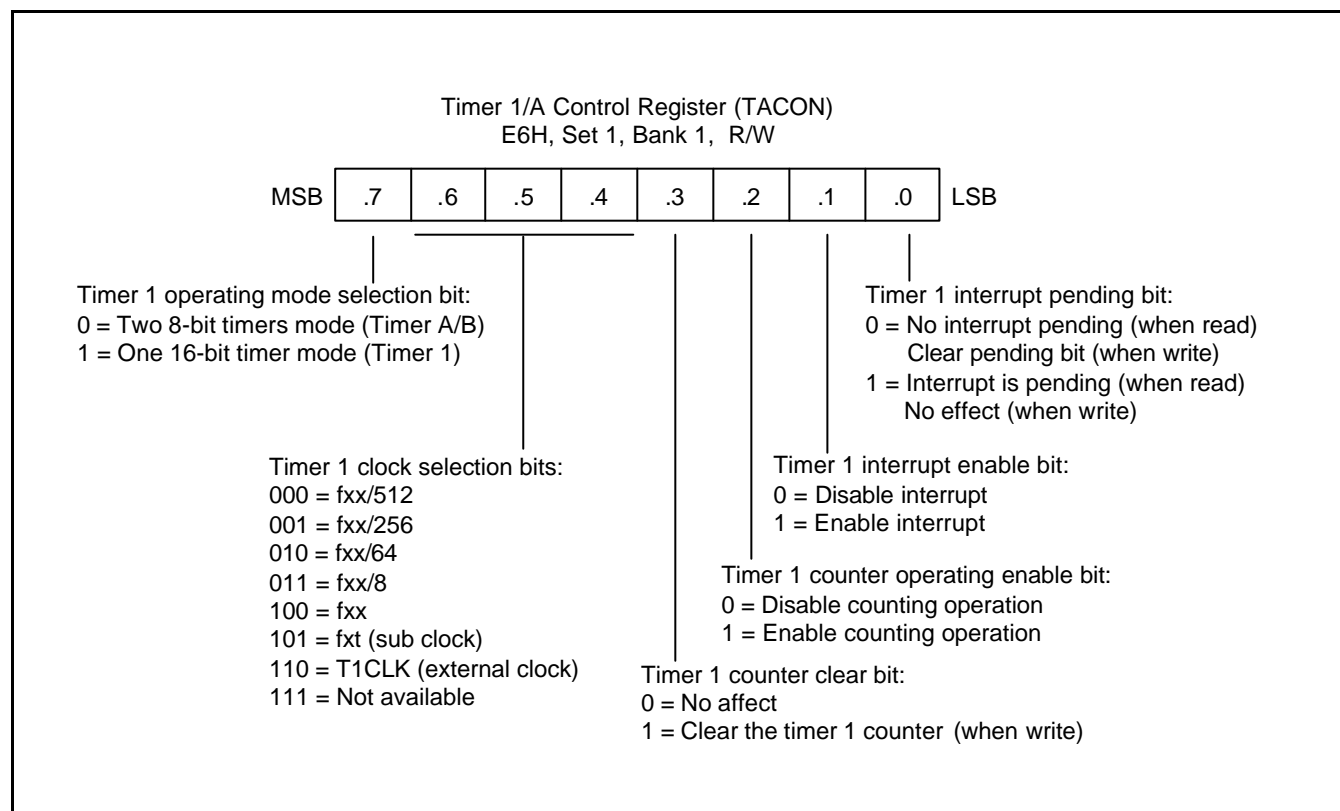 Timer 1/A Control Register (TACON)
E6H, Set 1, Bank 1, R/W
MSB .7 .6 .5 .4 .3 .2 .1 .0 LSB
Timer 1 operating mode selection bit:
0 = Two 8-bit timers mode (Timer A/B)
1 = One 16-bit timer mode (Timer 1)
Timer 1 interrupt pending bit:
0 = No interrupt pending (when read)
Clear pending bit (when write)
1 = Interrupt is pending (when read)
No effect (when write)
Timer 1 clock selection bits:
000 = fxx/512
001 = fxx/256
010 = fxx/64
011 = fxx/8
100 = fxx
101 = fxt (sub clock)
110 = T1CLK (external clock)
111 = Not available
Timer 1 interrupt enable bit:
0 = Disable interrupt
1 = Enable interrupt
Timer 1 counter operating enable bit:
0 = Disable counting operation
1 = Enable counting operation
Timer 1 counter clear bit:
0 = No affect
1 = Clear the timer 1 counter (when write)